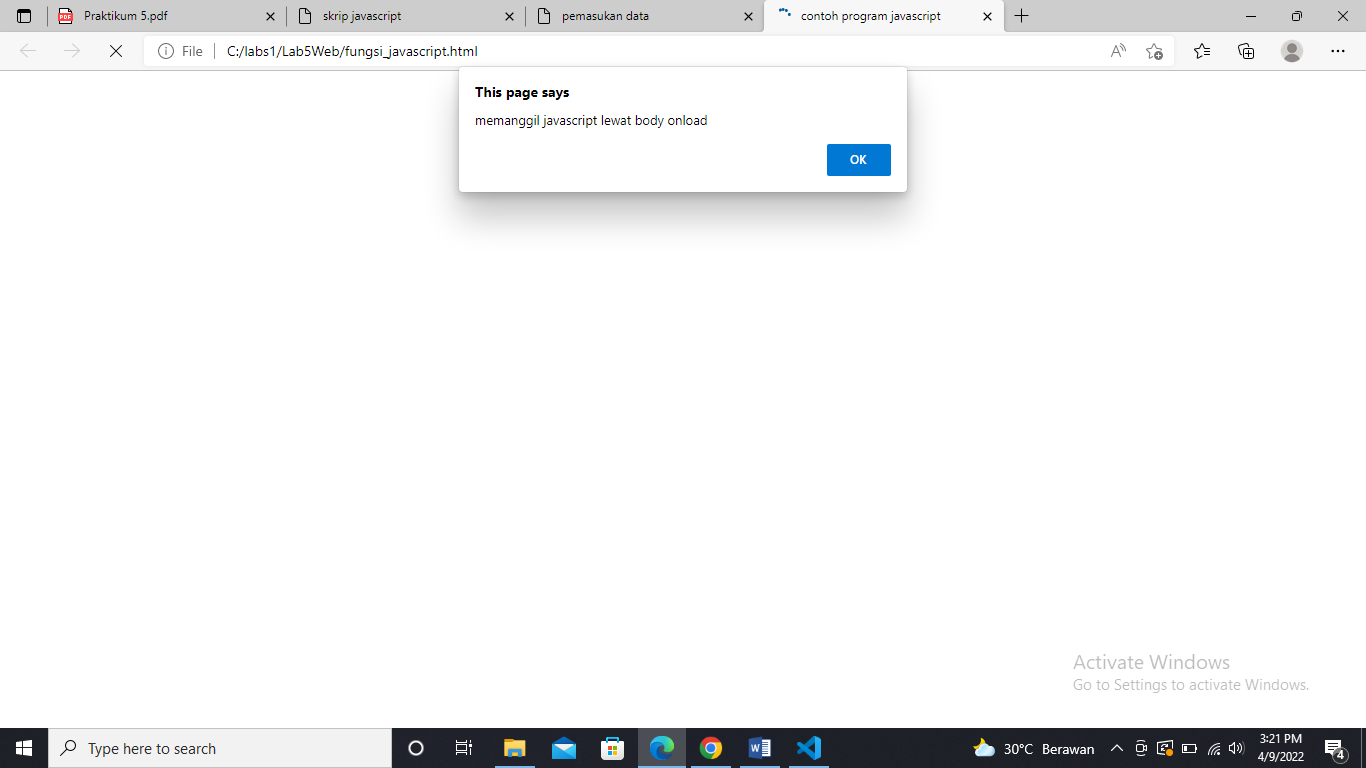 Praktikum 5.pdf
skrip javascript
pemasukan data
contoh program javascript
File
C:/labs1/Lab5Web/fungsi_javascript.html
This page says
memanggil javascript lewat body onload
OK
Activate Windows
Go to Settings to activate Windows.
Type here to search
30°C Berawan
3:21 PM
4/9/2022
4